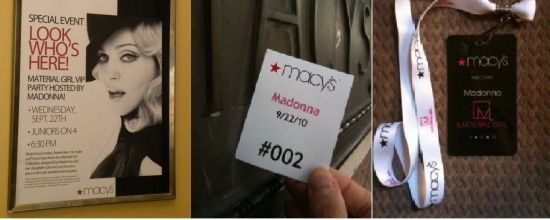 SPECIAL EVENT
LOOK
WHO'S
HERE!
MATERIAL GIRL VIP
PARTY HOSTED BY
MADONNA!
• WEDNESDAY,
SEPT. 22TH
• JUNIORS ON 4
• 6:30 PM
★macy's
★macy's
Madonna
9/22/10
#002
★macy's
Madonna
M
MATERIAL GIRL
★macy's